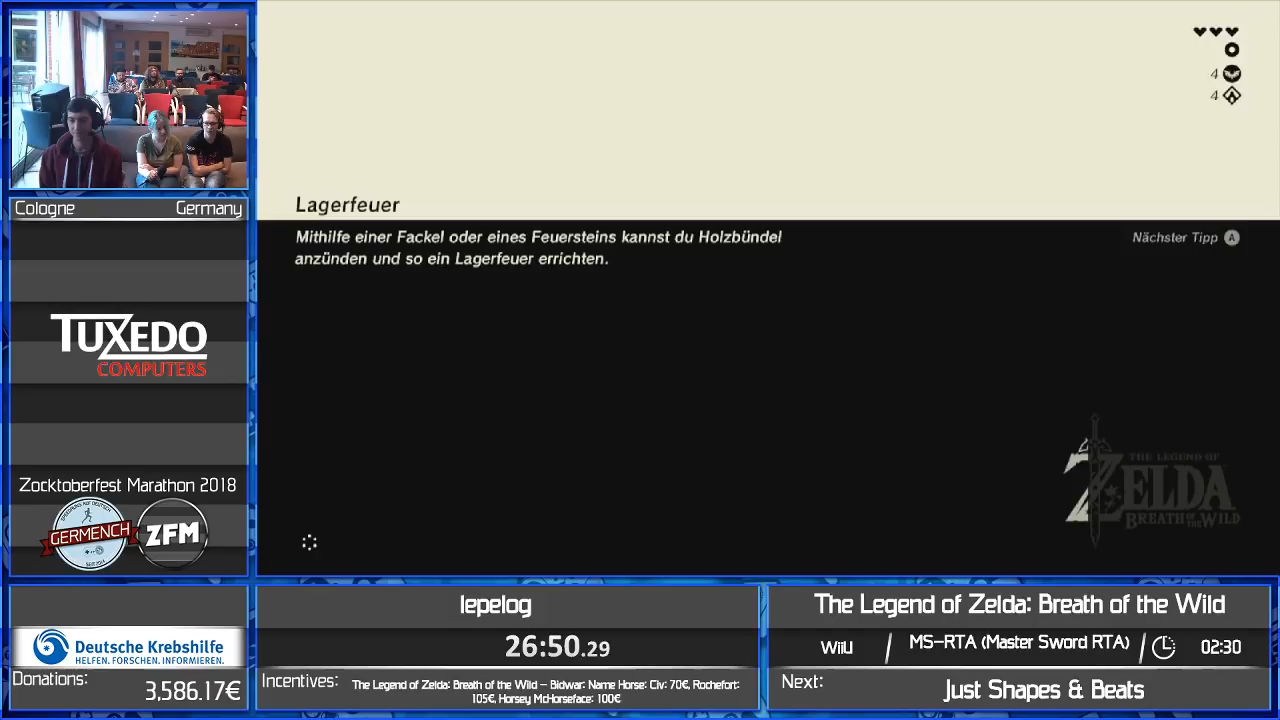 4
4
Lagerfeuer
Mithilfe einer Fackel oder eines Feuersteins kannst du Holzbündel
anzünden und so ein Lagerfeuer errichten.
Nächster Tipp A
Cologne Germany
TUXEDO
COMPUTERS
Zocktoberfest Marathon 2018
GERMENCH
ZFM
THE LEGEND OF
ZELDA
BREATH OF THE WILD
Deutsche Krebshilfe
HELFEN. FORSCHEN. INFORMIEREN.
Donations:
3,586.17€
lepelog
26:50.29
Incentives:
The Legend of Zelda: Breath of the Wild – Bidwar: Name Horse: Civ: 70€, Rochefort:
105€, Horsey McHorseface: 100€
The Legend of Zelda: Breath of the Wild
WiiU / MS-RTA (Master Sword RTA) / 02:30
Next:
Just Shapes & Beats